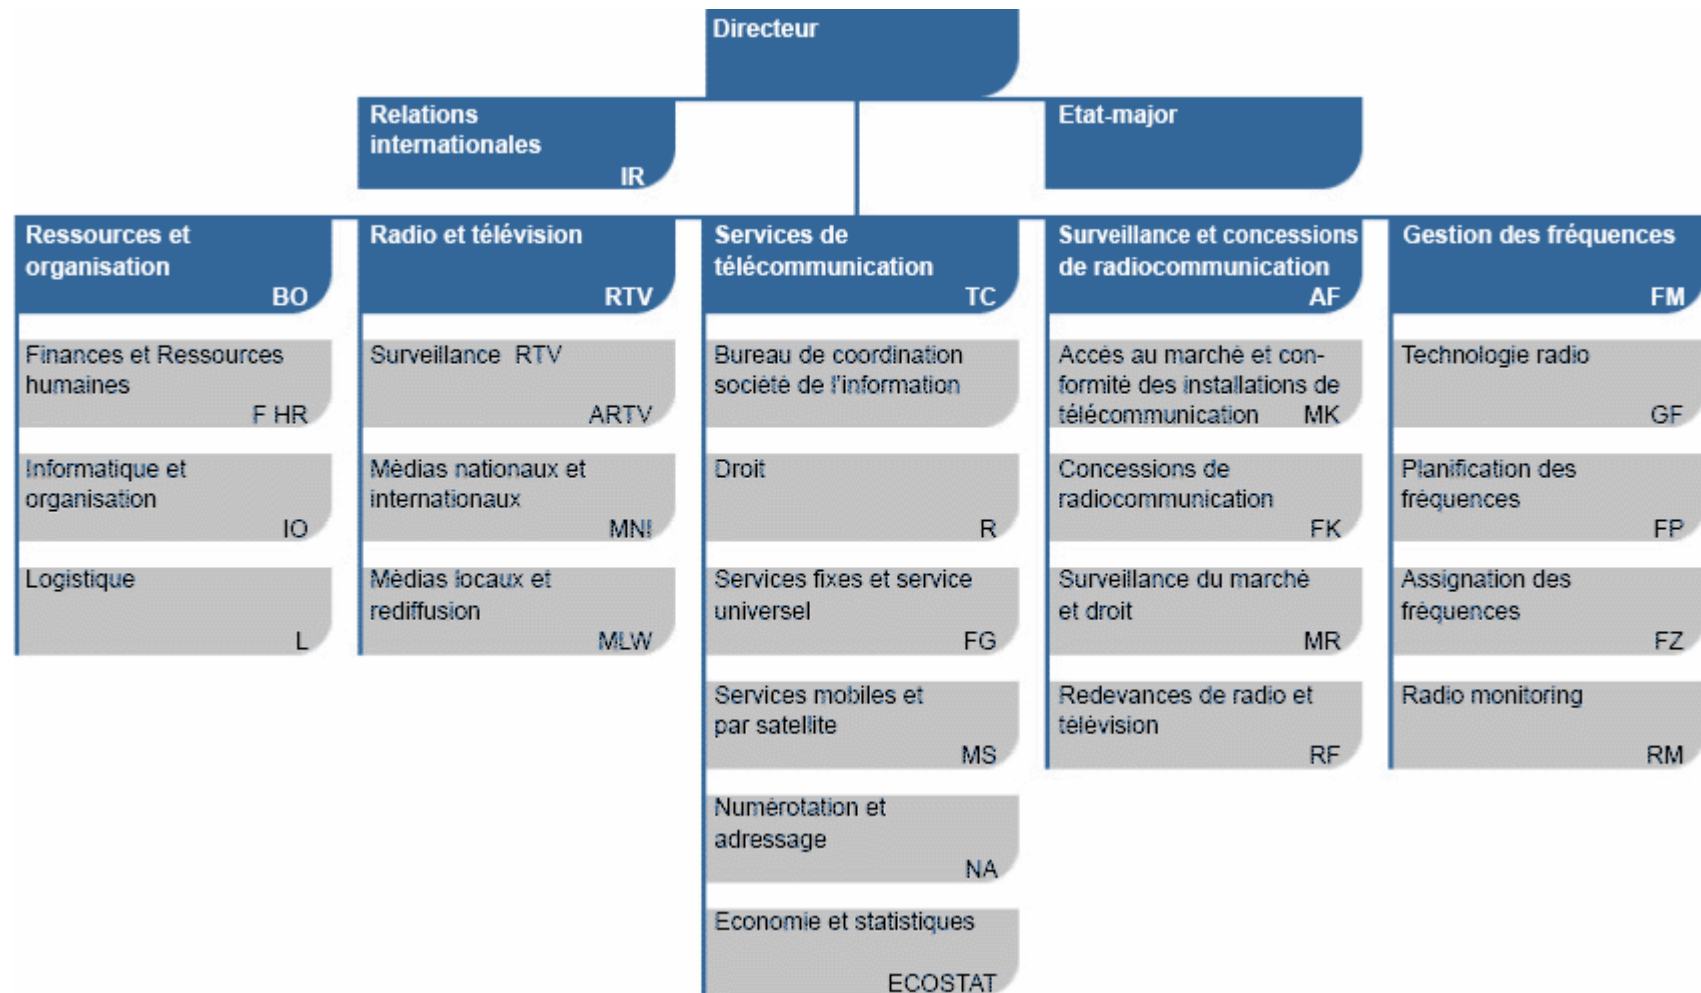 Directeur
Relations
internationales
IR
Etat-major
Ressources et
organisation
BO
Radio et télévision
RTV
Services de
télécommunication
TC
Surveillance et concessions
de radiocommunication
AF
Gestion des fréquences
FM
Finances et Ressources
humaines
F HR
Informatique et
organisation
IO
Logistique
L
Surveillance RTV
ARTV
Médias nationaux et
internationaux
MNI
Médias locaux et
rediffusion
MLW
Bureau de coordination
société de l'information
Droit
R
Services fixes et service
universel
FG
Services mobiles et
par satellite
MS
Numérotation et
adressage
NA
Economie et statistiques
ECOSTAT
Accès au marché et con-
formité des installations de
télécommunication MK
Concessions de
radiocommunication
FK
Surveillance du marché
et droit
MR
Redevances de radio et
télévision
RF
Technologie radio
GF
Planification des
fréquences
FP
Assignation des
fréquences
FZ
Radio monitoring
RM